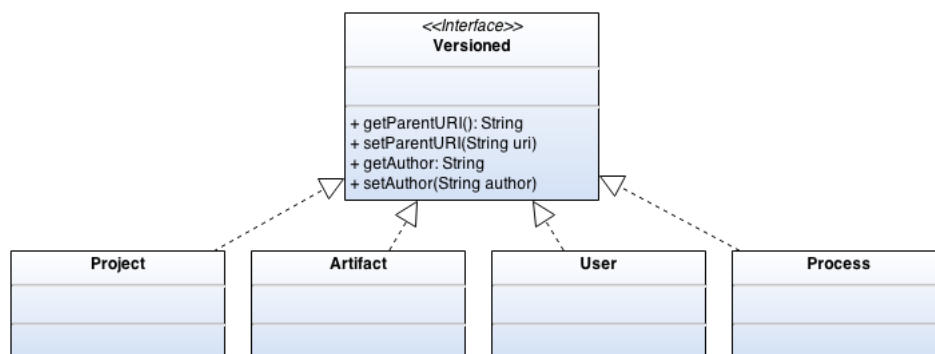 <<Interface>>
Versioned
+ getParentURI(): String
+ setParentURI(String uri)
+ getAuthor: String
+ setAuthor(String author)
Project
Artifact
User
Process